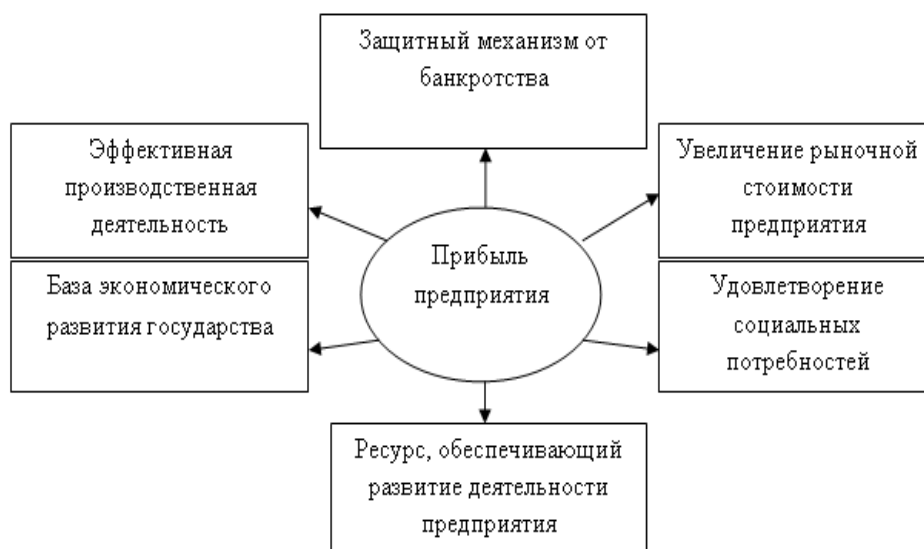 Защитный механизм от
банкротства
Эффективная
производственная
деятельность
Увеличение рыночной
стоимости
предприятия
Прибыль
предприятия
База экономического
развития государства
Удовлетворение
социальных
потребностей
Ресурс, обеспечивающий
развитие деятельности
предприятия